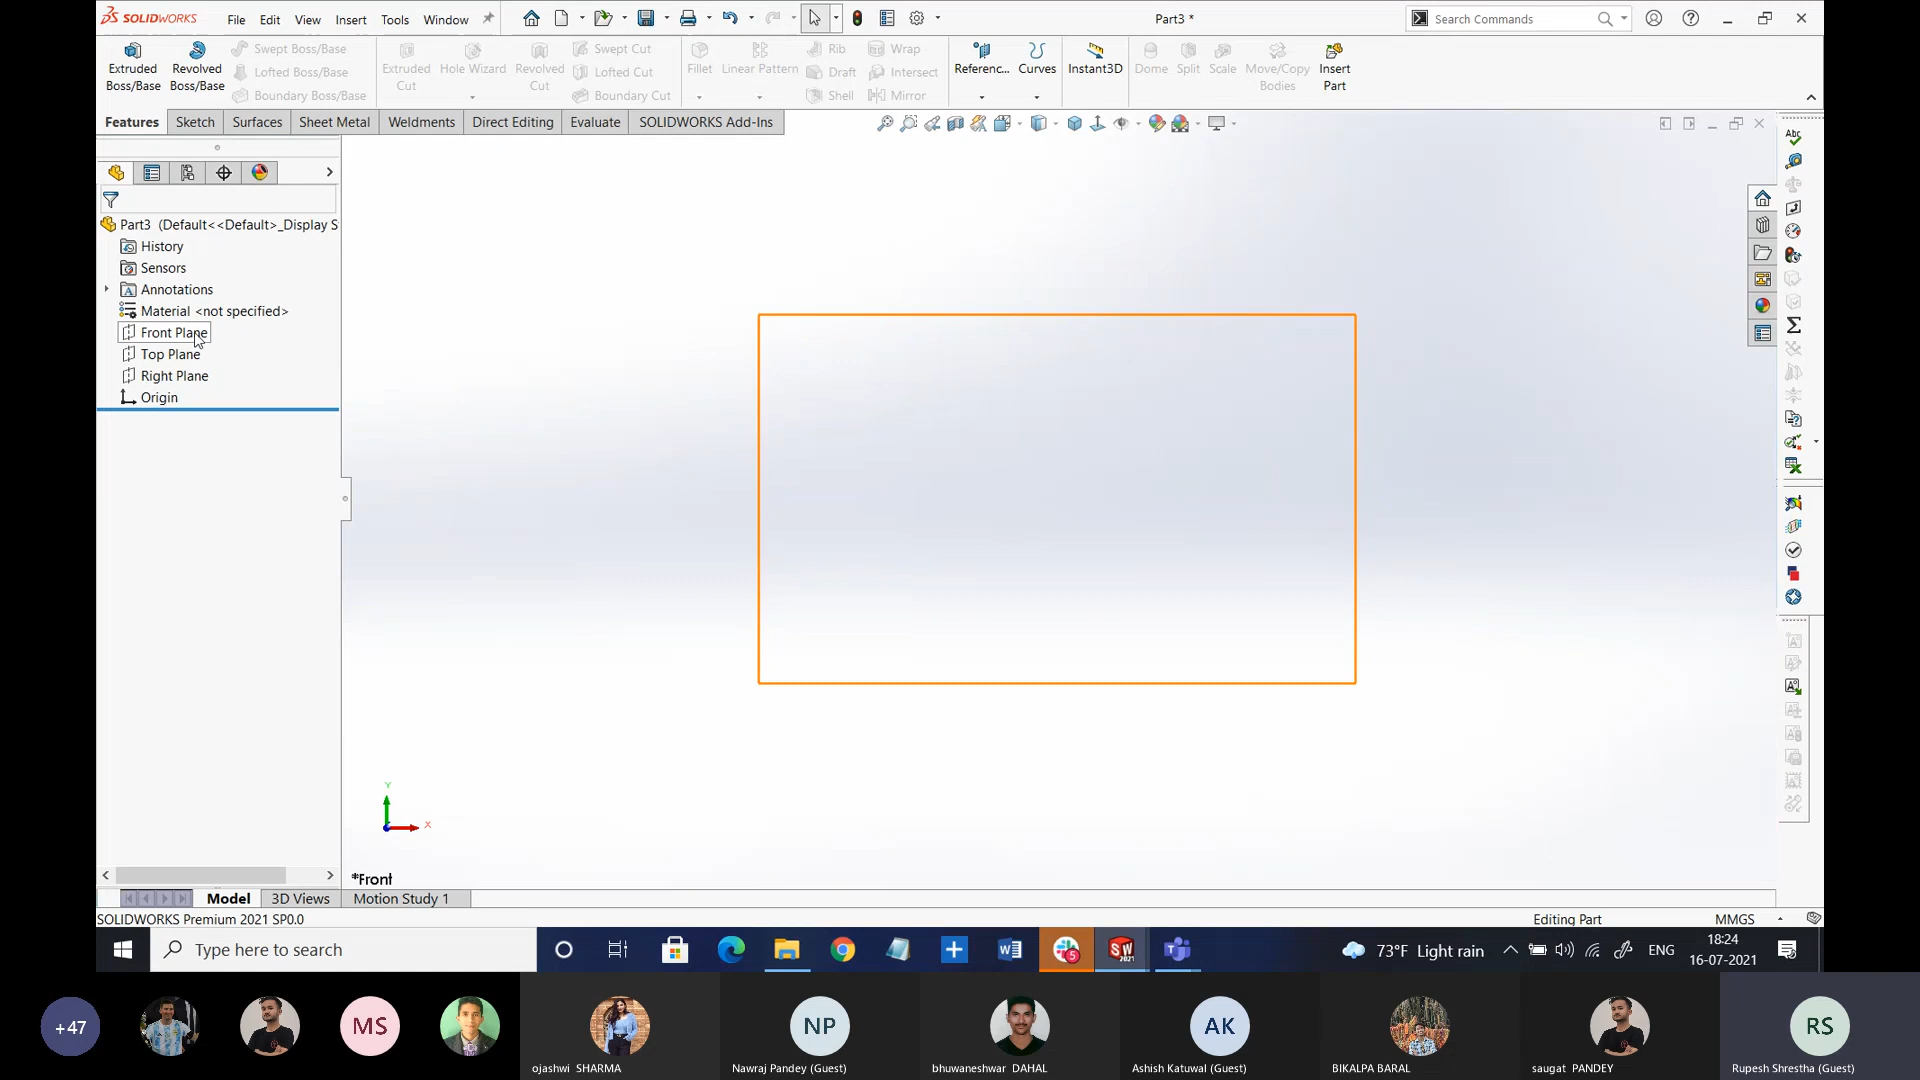 SOLIDWORKS File Edit View Insert Tools Window Part3 * Search Commands
Extruded Boss/Base
Revolved Boss/Base
Swept Boss/Base
Lofted Boss/Base
Boundary Boss/Base
Extruded Cut
Hole Wizard
Revolved Cut
Swept Cut
Lofted Cut
Boundary Cut
Fillet
Linear Pattern
Rib
Draft
Shell
Wrap
Intersect
Mirror
Referenc...
Curves
Instant3D
Dome
Split
Scale
Move/Copy Bodies
Insert Part
Features Sketch Surfaces Sheet Metal Weldments Direct Editing Evaluate SOLIDWORKS Add-Ins
Abc
Part3 (Default<<Default>_Display S
History
Sensors
Annotations
Material <not specified>
Front Plane
Top Plane
Right Plane
Origin
Y
X
*Front
Model 3D Views Motion Study 1
SOLIDWORKS Premium 2021 SP0.0 Editing Part MMGS
Type here to search
5
SW 2021
73°F Light rain
ENG
18:24
16-07-2021
+47
MS
NP
AK
RS
ojashwi SHARMA
Nawraj Pandey (Guest)
bhuwaneshwar DAHAL
Ashish Katuwal (Guest)
BIKALPA BARAL
saugat PANDEY
Rupesh Shrestha (Guest)